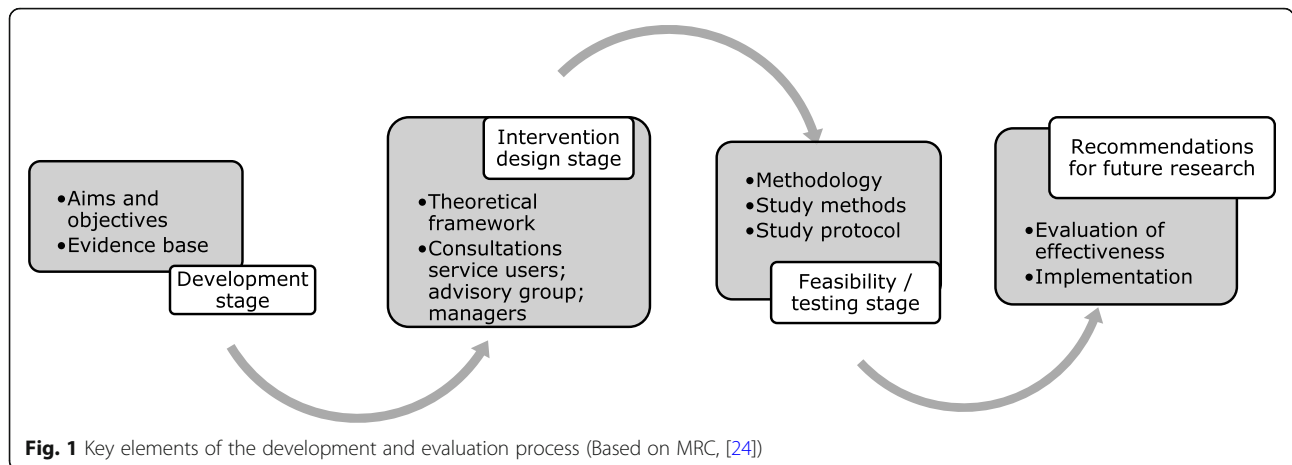 •Aims and
objectives
•Evidence base
Development
stage
Intervention
design stage
•Theoretical
framework
•Consultations
service users;
advisory group;
managers
•Methodology
•Study methods
•Study protocol
Feasibility /
testing stage
Recommendations
for future research
•Evaluation of
effectiveness
•Implementation
Fig. 1 Key elements of the development and evaluation process (Based on MRC, [24])